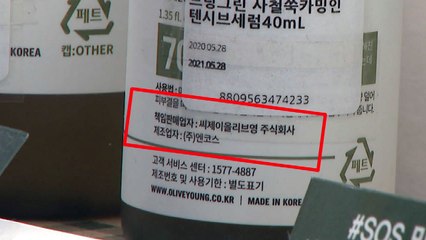 페트
캡:OTHER
KOREA
1.35 fl.
브링그린 사철쑥카밍인
텐시브세럼40mL
2020.05.28
2021.05.28
8809563474233
책임판매업자 : 씨제이올리브영 주식회사
제조업자 : (주)앤코스
고객 서비스 센터 : 1577-4887
제조번호 및 사용기한 : 별도표기
WWW.OLIVEYOUNG.CO.KR | MADE IN KOREA
페트
#SOS